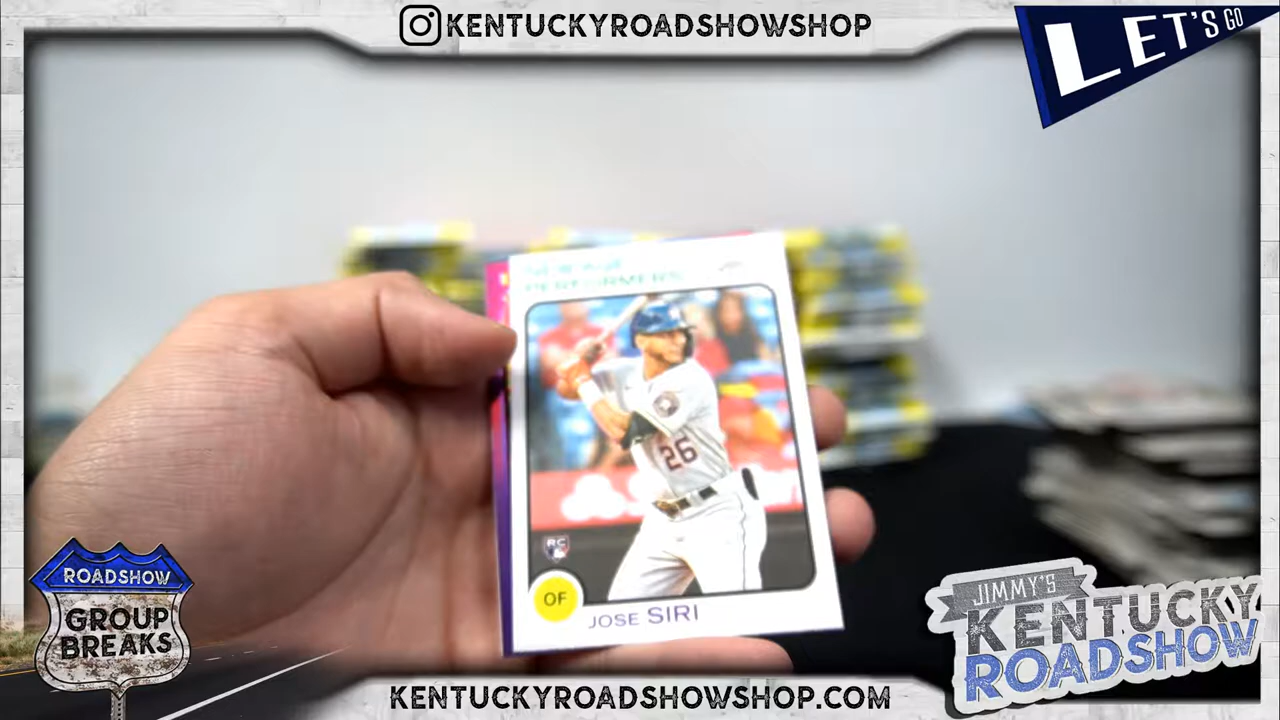 KENTUCKYROADSHOWSHOP
LET'S GO
NEW AGE
PERFORMERS
26
RC
OF
JOSE SIRI
ROADSHOW
GROUP
BREAKS
JIMMY'S
KENTUCKY
ROADSHOW
KENTUCKYROADSHOWSHOP.COM